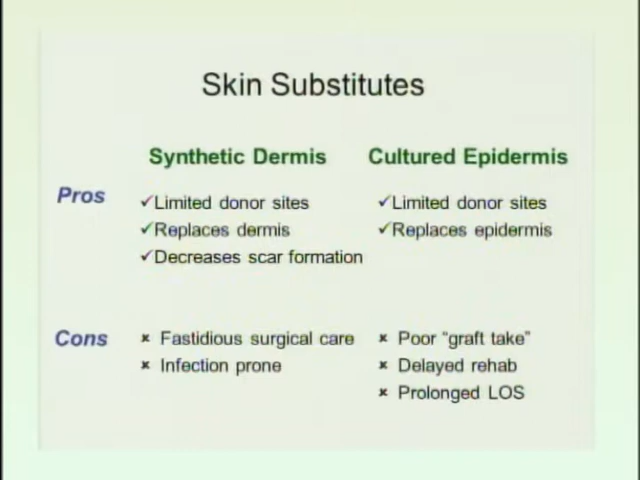 Skin Substitutes
Synthetic Dermis Cultured Epidermis
Pros
✓Limited donor sites ✓Limited donor sites
✓Replaces dermis ✓Replaces epidermis
✓Decreases scar formation
Cons
× Fastidious surgical care × Poor "graft take"
× Infection prone × Delayed rehab
× Prolonged LOS